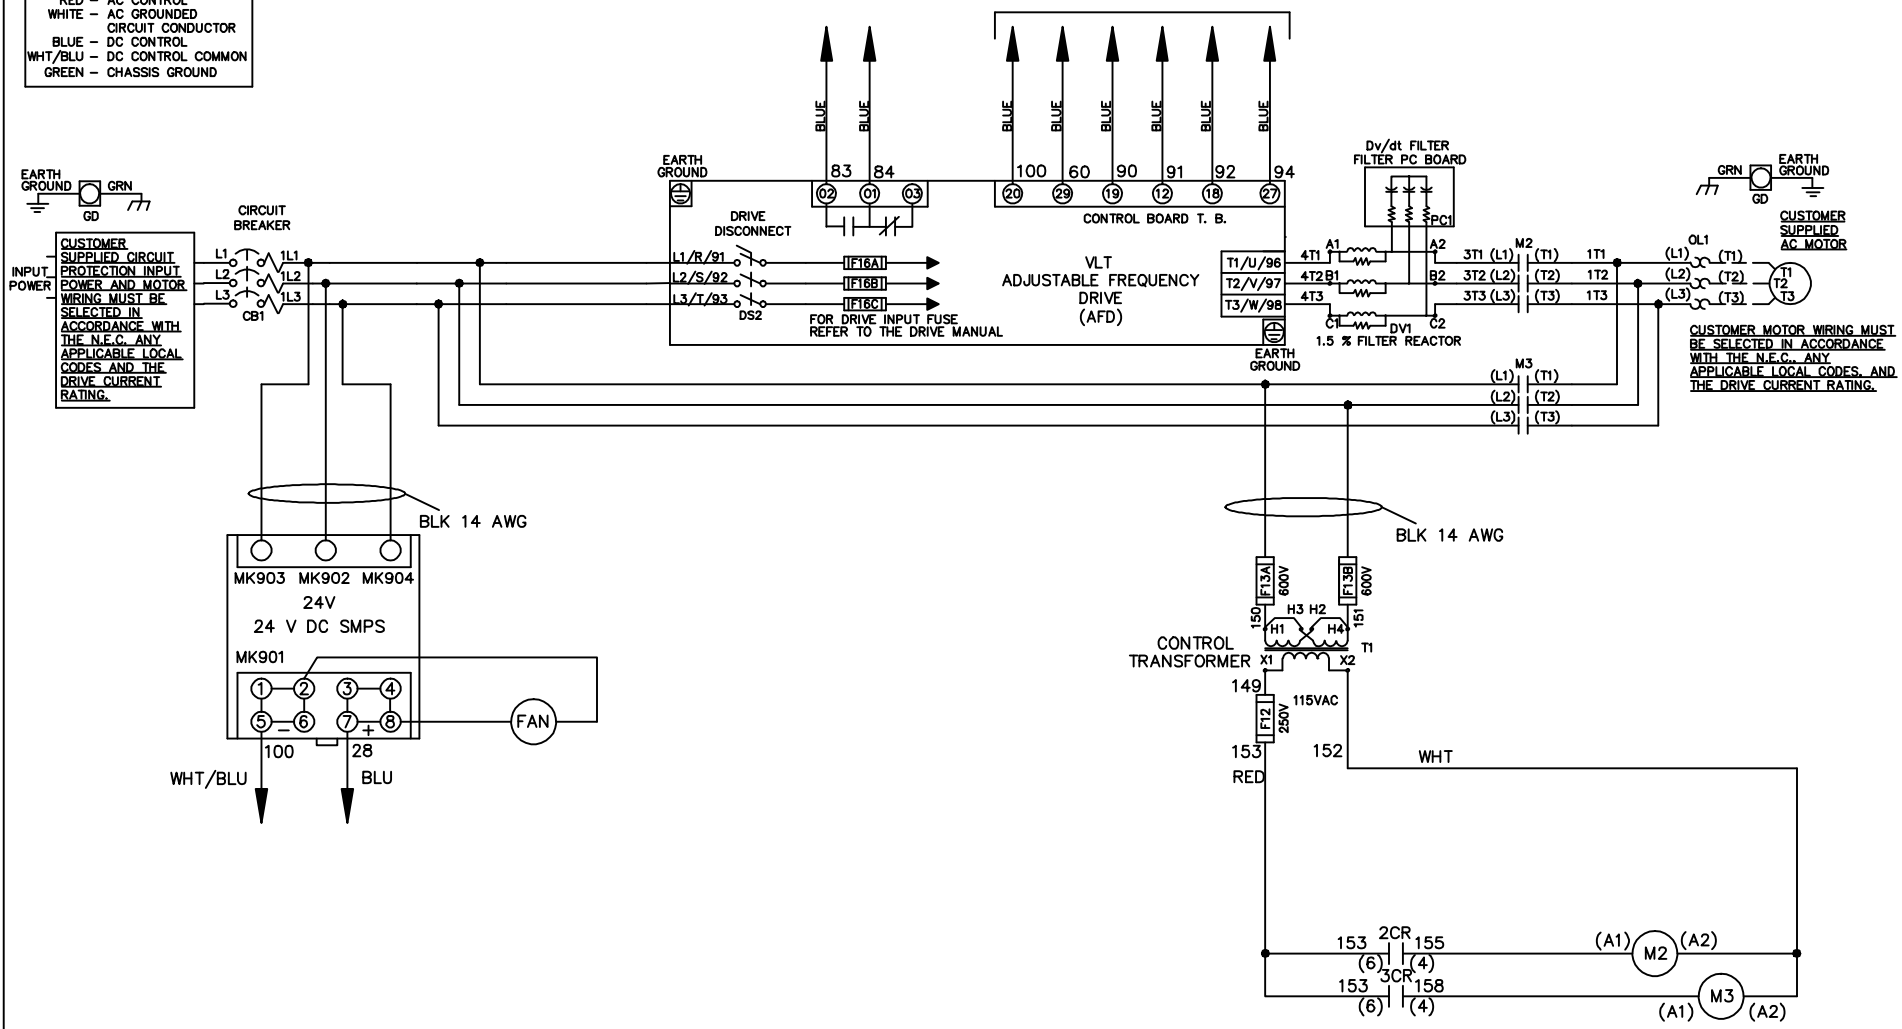 RED - AC CONTROL
WHITE - AC GROUNDED
CIRCUIT CONDUCTOR
BLUE - DC CONTROL
WHT/BLU - DC CONTROL COMMON
GREEN - CHASSIS GROUND
BLUE
BLUE
BLUE
BLUE
BLUE
BLUE
BLUE
BLUE
EARTH
GROUND
GRN
GD
CIRCUIT
BREAKER
INPUT
POWER
CUSTOMER
SUPPLIED CIRCUIT
PROTECTION INPUT
POWER AND MOTOR
WIRING MUST BE
SELECTED IN
ACCORDANCE WITH
THE N.E.C. ANY
APPLICABLE LOCAL
CODES AND THE
DRIVE CURRENT
RATING.
L1 1L1
L2 1L2
L3 1L3
CB1
EARTH
GROUND
83 84
02 01 03
100 60 90 91 92 94
20 29 19 12 18 27
CONTROL BOARD T. B.
DRIVE
DISCONNECT
L1/R/91
L2/S/92
L3/T/93
DS2
F16A
F16B
F16C
FOR DRIVE INPUT FUSE
REFER TO THE DRIVE MANUAL
VLT
ADJUSTABLE FREQUENCY
DRIVE
(AFD)
T1/U/96
T2/V/97
T3/W/98
EARTH
GROUND
Dv/dt FILTER
FILTER PC BOARD
PC1
4T1 A1 A2
4T2 B1 B2
4T3 C1 C2
DV1
1.5 % FILTER REACTOR
M2
3T1 (L1) (T1) 1T1
3T2 (L2) (T2) 1T2
3T3 (L3) (T3) 1T3
OL1
(L1) (T1)
(L2) (T2)
(L3) (T3)
T1
T2
T3
GRN
GD
EARTH
GROUND
CUSTOMER
SUPPLIED
AC MOTOR
CUSTOMER MOTOR WIRING MUST
BE SELECTED IN ACCORDANCE
WITH THE N.E.C., ANY
APPLICABLE LOCAL CODES, AND
THE DRIVE CURRENT RATING.
M3
(L1) (T1)
(L2) (T2)
(L3) (T3)
BLK 14 AWG
MK903 MK902 MK904
24V
24 V DC SMPS
MK901
1 2 3 4
5 - 6 7 + 8
FAN
100 28
WHT/BLU BLU
BLK 14 AWG
F13A
600V
F13B
600V
150
151
H3 H2
H1 H4
T1
CONTROL
TRANSFORMER
X1 X2
149
115VAC
F12
250V
153
152
RED
WHT
2CR
153 155
(6) (4)
(A1) M2 (A2)
3CR
153 158
(6) (4)
(A1) M3 (A2)